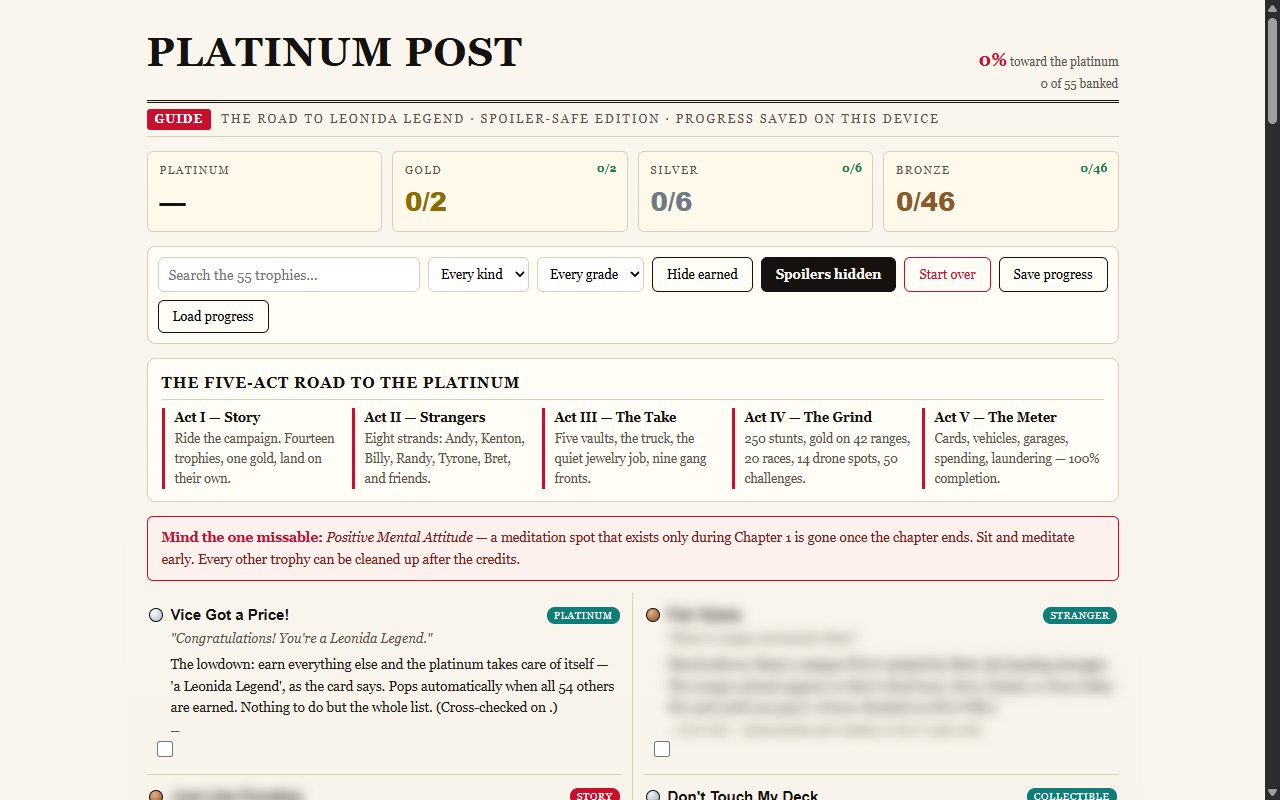 PLATINUM POST
0% toward the platinum
0 of 55 banked
GUIDE THE ROAD TO LEONIDA LEGEND · SPOILER-SAFE EDITION · PROGRESS SAVED ON THIS DEVICE
PLATINUM
—
GOLD 0/2
0/2
SILVER 0/6
0/6
BRONZE 0/46
0/46
Search the 55 trophies... Every kind Every grade Hide earned Spoilers hidden Start over Save progress
Load progress
THE FIVE-ACT ROAD TO THE PLATINUM
Act I — Story
Ride the campaign. Fourteen
trophies, one gold, land on
their own.
Act II — Strangers
Eight strands: Andy, Kenton,
Billy, Randy, Tyrone, Bret,
and friends.
Act III — The Take
Five vaults, the truck, the
quiet jewelry job, nine gang
fronts.
Act IV — The Grind
250 stunts, gold on 42 ranges,
20 races, 14 drone spots, 50
challenges.
Act V — The Meter
Cards, vehicles, garages,
spending, laundering — 100%
completion.
Mind the one missable: Positive Mental Attitude — a meditation spot that exists only during Chapter 1 is gone once the chapter ends. Sit and meditate
early. Every other trophy can be cleaned up after the credits.
Vice Got a Price! PLATINUM
"Congratulations! You're a Leonida Legend."
The lowdown: earn everything else and the platinum takes care of itself —
'a Leonida Legend', as the card says. Pops automatically when all 54 others
are earned. Nothing to do but the whole list. (Cross-checked on .)
—
STRANGER
STORY
Don't Touch My Deck COLLECTIBLE